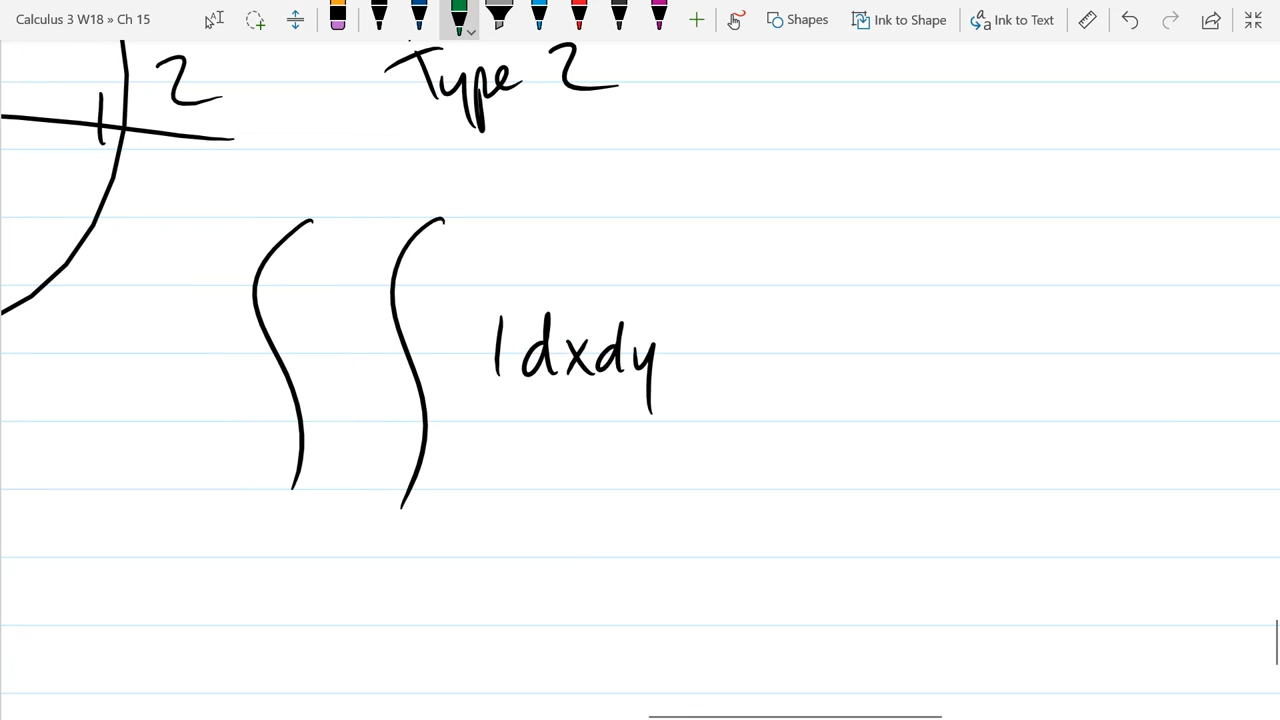 Calculus 3 W18 » Ch 15
Shapes
Ink to Shape
Ink to Text
2
Type 2
∫∫ 1dxdy